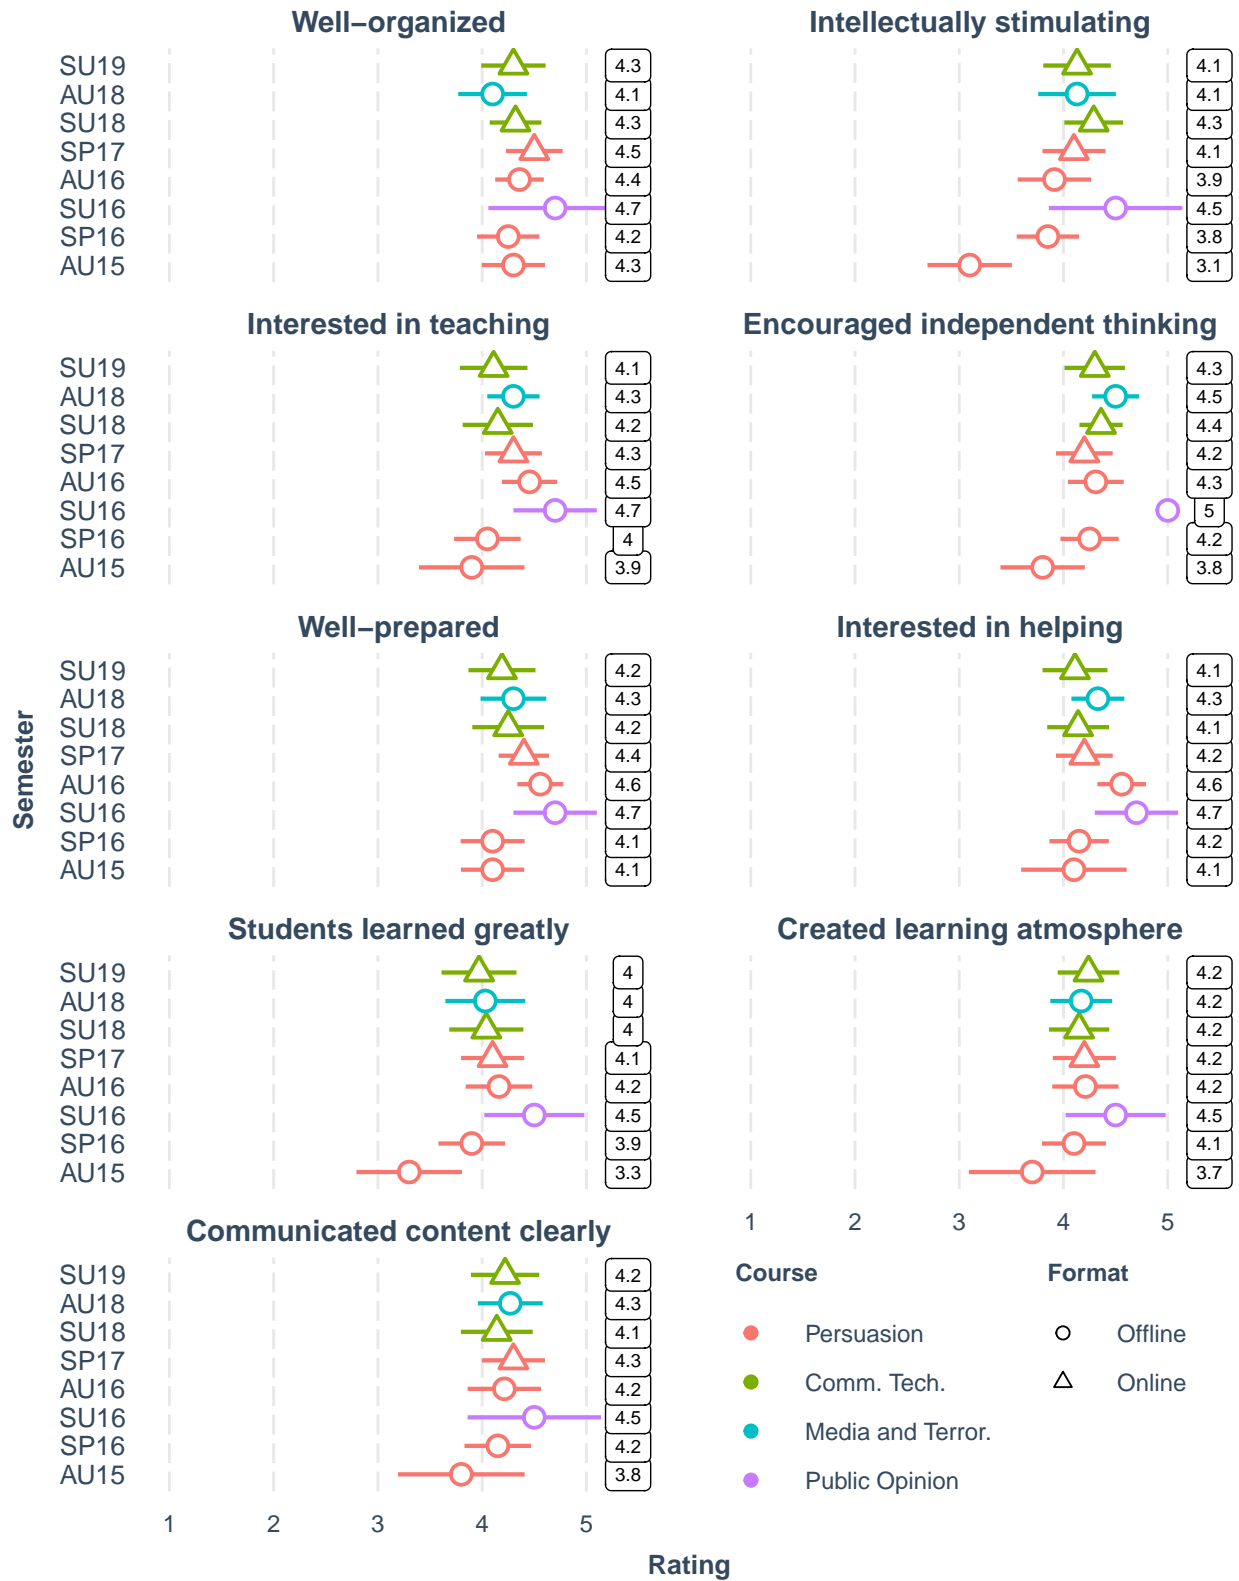 Well–organized
SU19 4.3
AU18 4.1
SU18 4.3
SP17 4.5
AU16 4.4
SU16 4.7
SP16 4.2
AU15 4.3
Intellectually stimulating
4.1
4.1
4.3
4.1
3.9
4.5
3.8
3.1
Interested in teaching
SU19 4.1
AU18 4.3
SU18 4.2
SP17 4.3
AU16 4.5
SU16 4.7
SP16 4
AU15 3.9
Encouraged independent thinking
4.3
4.5
4.4
4.2
4.3
5
4.2
3.8
Semester
Well–prepared
SU19 4.2
AU18 4.3
SU18 4.2
SP17 4.4
AU16 4.6
SU16 4.7
SP16 4.1
AU15 4.1
Interested in helping
4.1
4.3
4.1
4.2
4.6
4.7
4.2
4.1
Students learned greatly
SU19 4
AU18 4
SU18 4
SP17 4.1
AU16 4.2
SU16 4.5
SP16 3.9
AU15 3.3
Created learning atmosphere
4.2
4.2
4.2
4.2
4.2
4.5
4.1
3.7
1 2 3 4 5
Communicated content clearly
SU19 4.2
AU18 4.3
SU18 4.1
SP17 4.3
AU16 4.2
SU16 4.5
SP16 4.2
AU15 3.8
1 2 3 4 5
Rating
Course
Persuasion
Comm. Tech.
Media and Terror.
Public Opinion
Format
Offline
Online